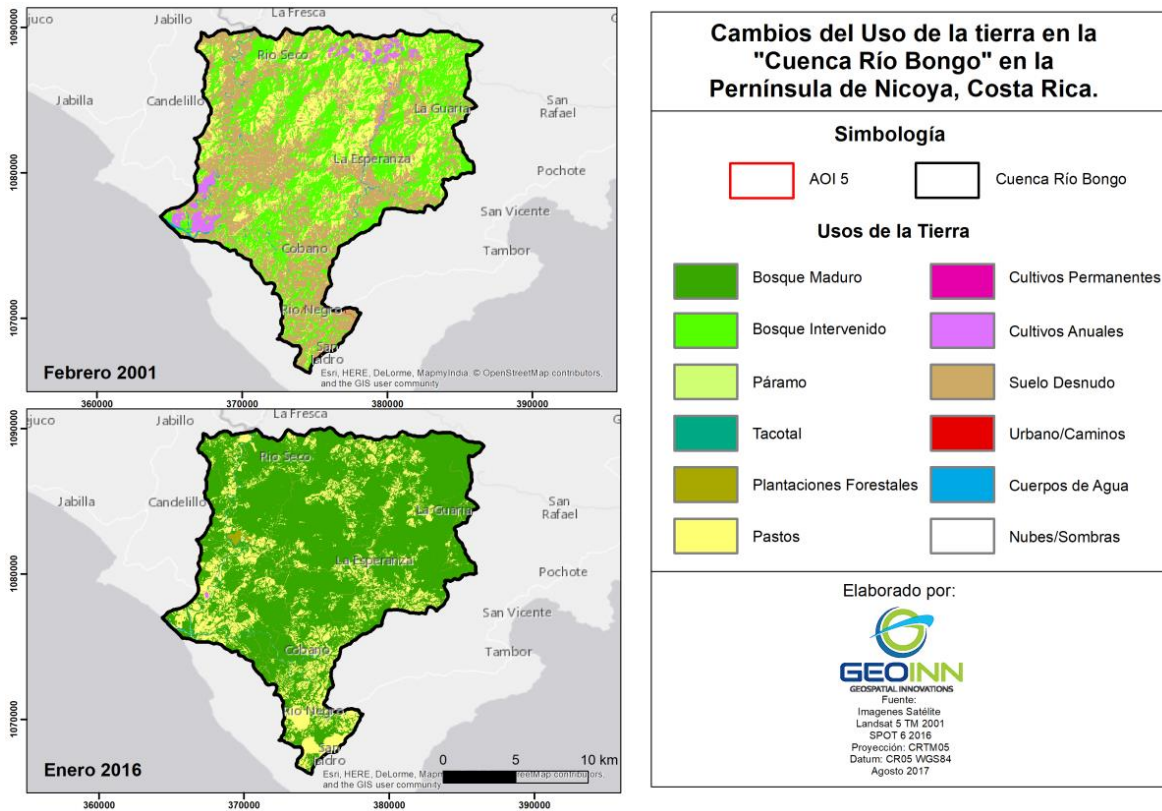 La Fresca
Jabillo
juco
Jabilla
Candelillo
Rio Seco
La Guaria
San
Rafael
La Esperanza
Pochote
San Vicente
Tambor
Cobano
Rio Negro
San
Isidro
Febrero 2001
Esri, HERE, DeLorme, MapmyIndia, © OpenStreetMap contributors,
and the GIS user community
1090000
1080000
1070000
360000 370000 380000 390000
La Fresca
Jabillo
juco
Jabilla
Candelillo
Rio Seco
La Guaria
San
Rafael
La Esperanza
Pochote
San Vicente
Tambor
Cobano
Rio Negro
San
Isidro
0 5 10 km
Enero 2016
Esri, HERE, DeLorme, contributors,
and the GIS user community
1090000
1080000
1070000
360000 370000 380000 390000
Cambios del Uso de la tierra en la
"Cuenca Río Bongo" en la
Pernínsula de Nicoya, Costa Rica.
Simbología
AOI 5 Cuenca Río Bongo
Usos de la Tierra
Bosque Maduro Cultivos Permanentes
Bosque Intervenido Cultivos Anuales
Páramo Suelo Desnudo
Tacotal Urbano/Caminos
Plantaciones Forestales Cuerpos de Agua
Pastos Nubes/Sombras
Elaborado por:
GEOINN
GEOSPATIAL INNOVATIONS
Fuente:
Imagenes Satélite
Landsat 5 TM 2001
SPOT 6 2016
Proyección: CRTM05
Datum: CR05 WGS84
Agosto 2017